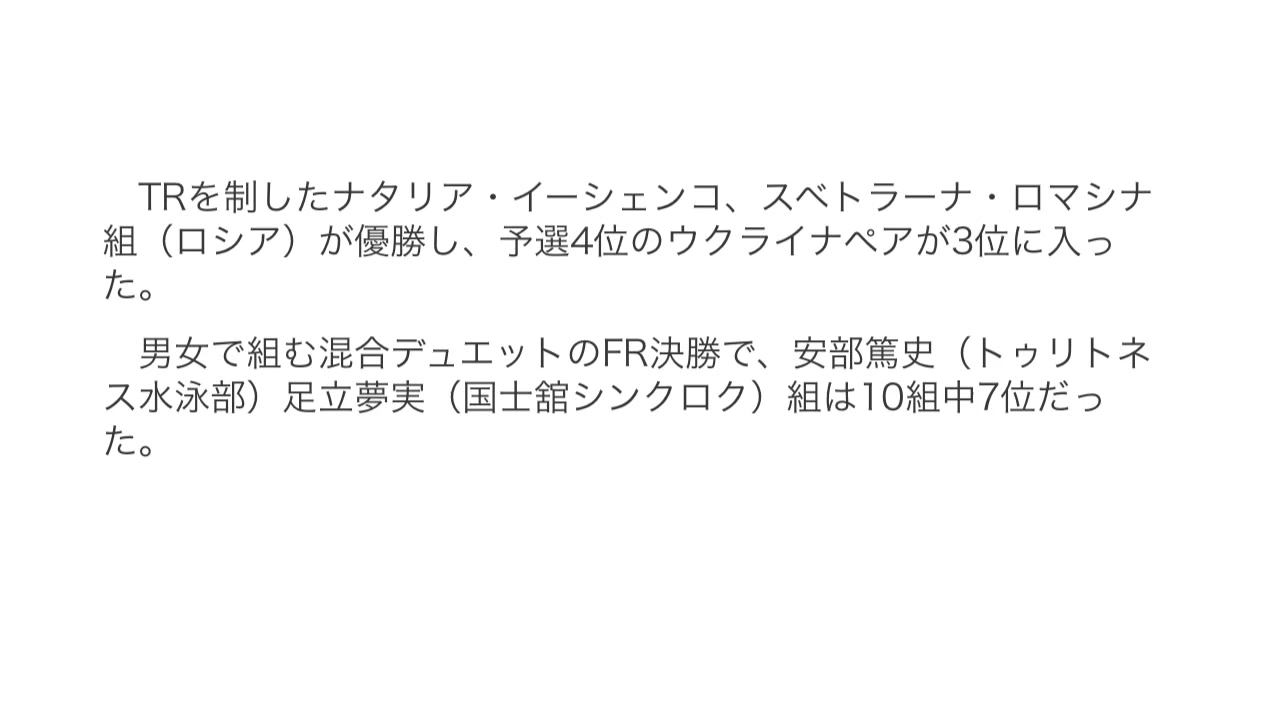 TRを制したナタリア・イーシェンコ、スベトラーナ・ロマシナ
組（ロシア）が優勝し、予選4位のウクライナペアが3位に入っ
た。
　男女で組む混合デュエットのFR決勝で、安部篤史（トゥリトネ
ス水泳部）足立夢実（国士舘シンクロク）組は10組中7位だっ
た。